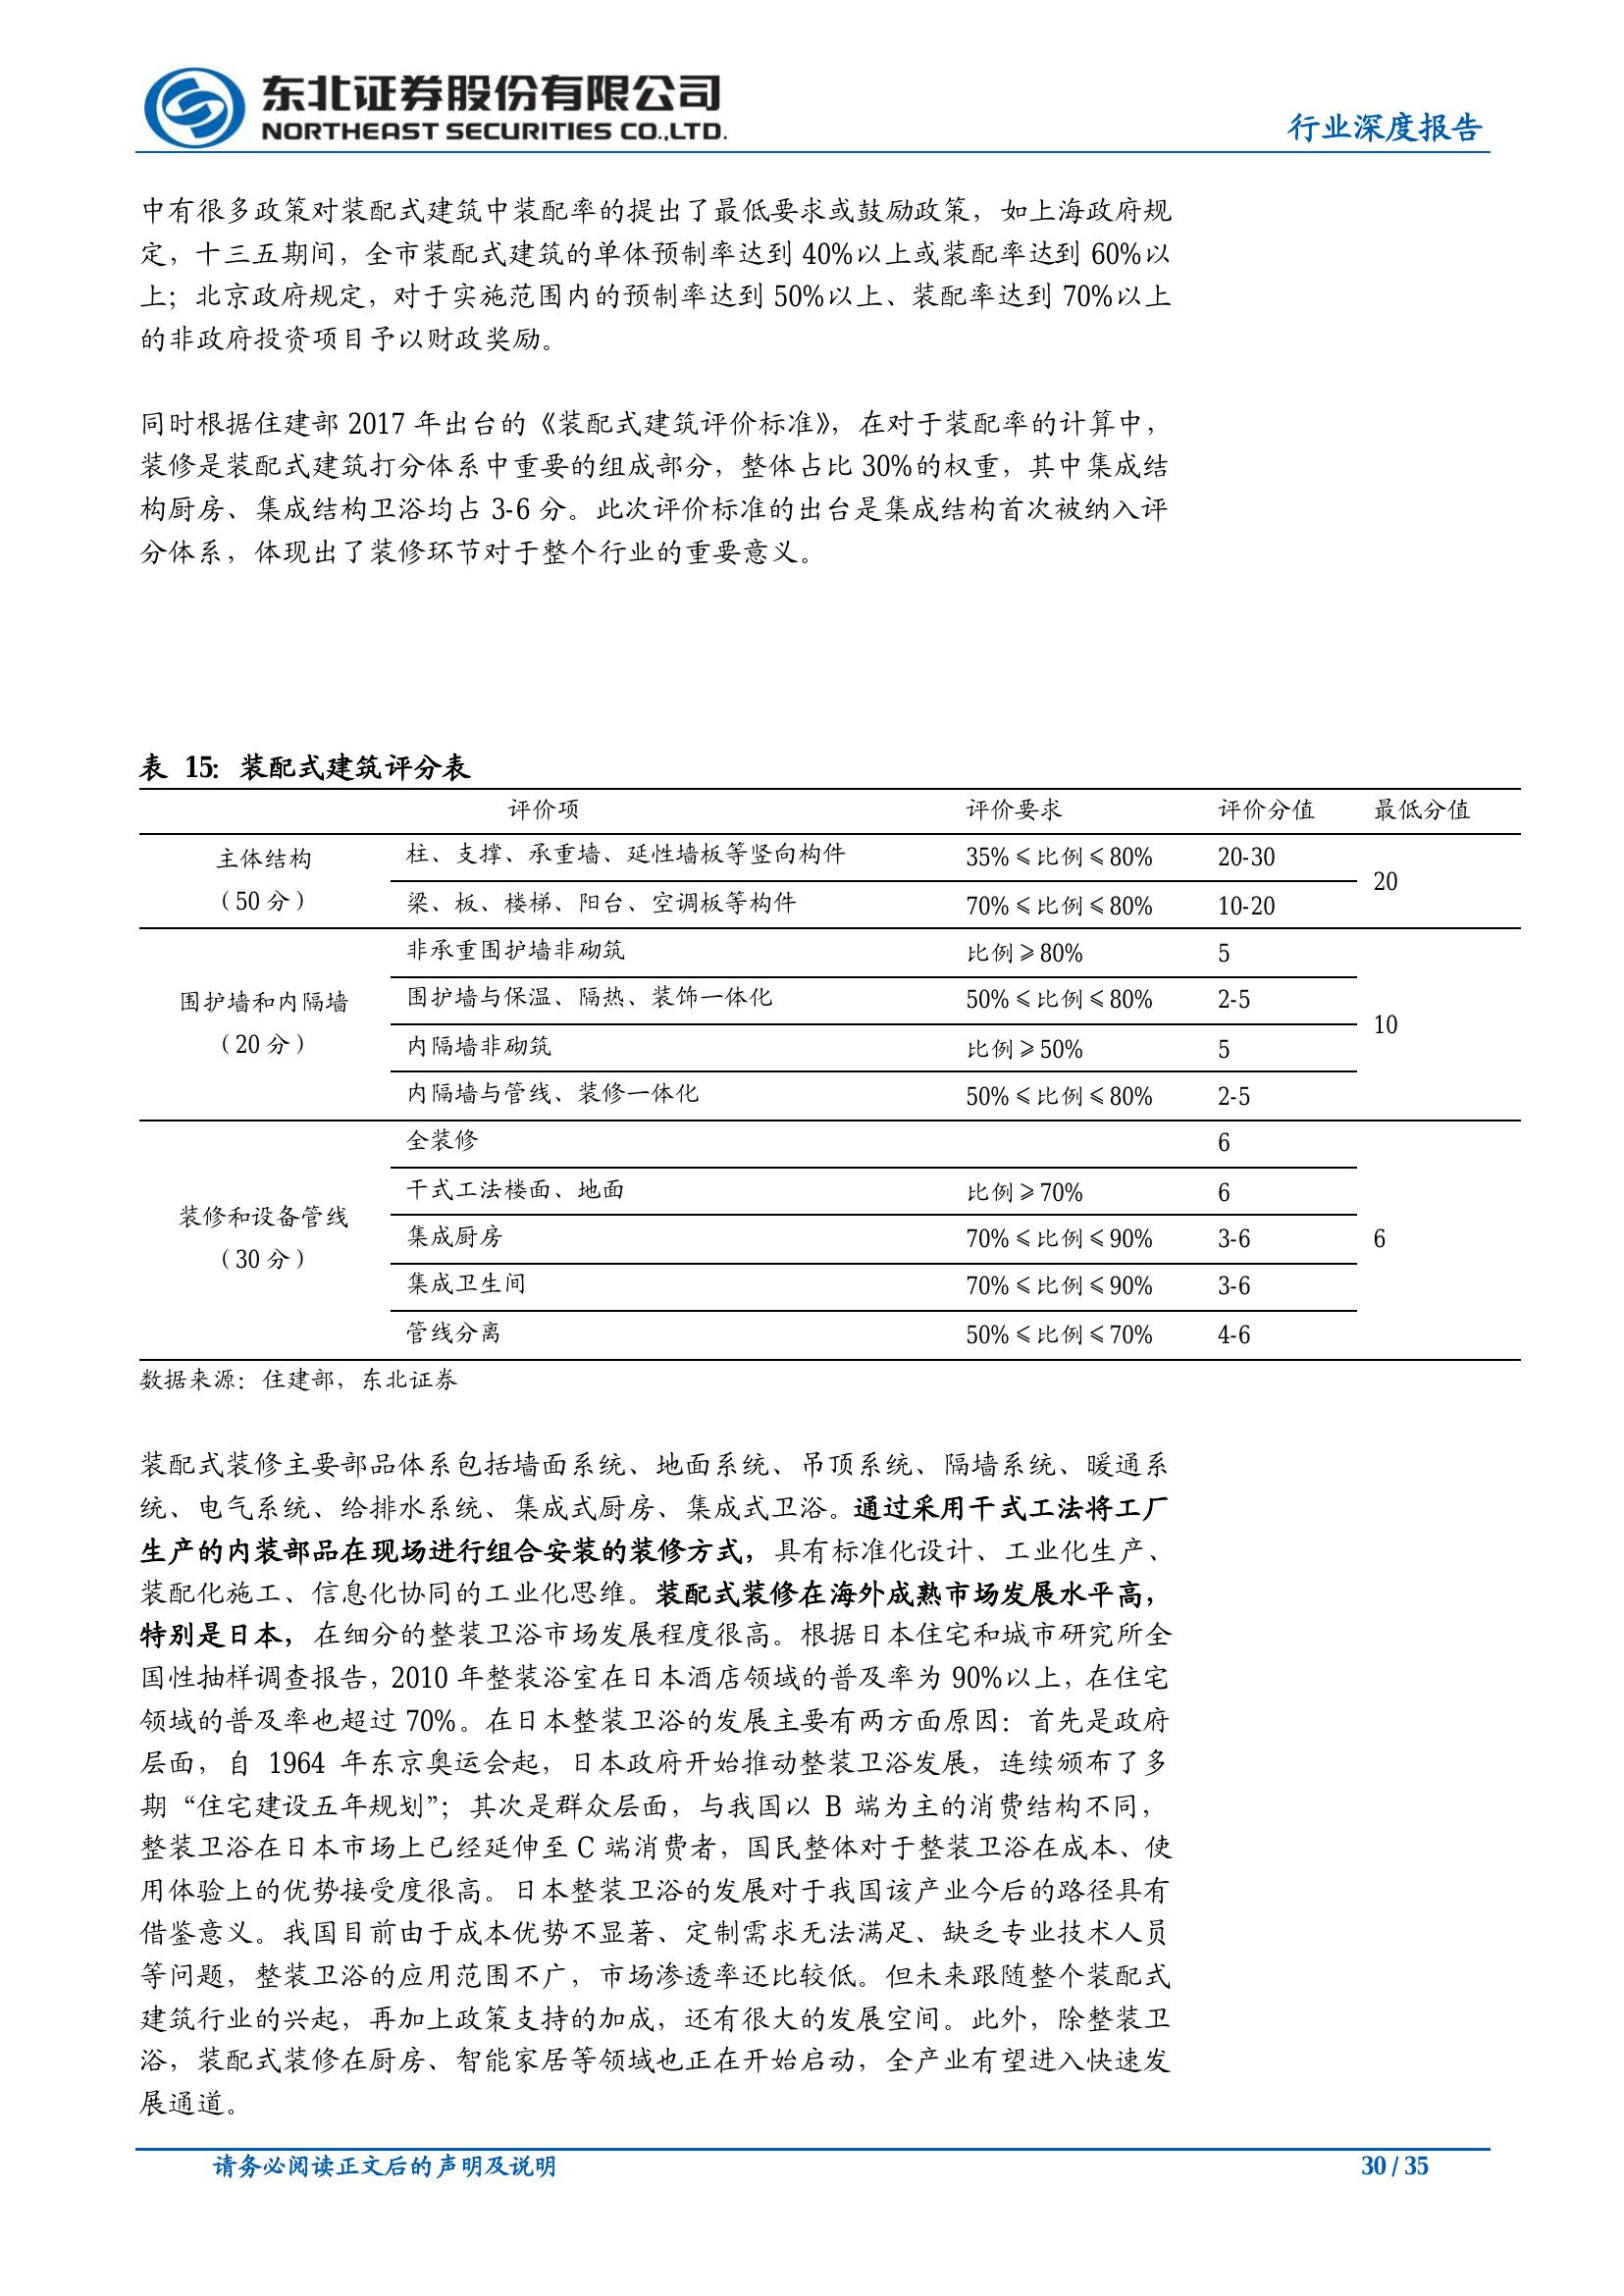 东北证券股份有限公司
NORTHEAST SECURITIES CO.,LTD.
行业深度报告
中有很多政策对装配式建筑中装配率的提出了最低要求或鼓励政策，如上海政府规
定，十三五期间，全市装配式建筑的单体预制率达到 40%以上或装配率达到 60%以
上；北京政府规定，对于实施范围内的预制率达到 50%以上、装配率达到 70%以上
的非政府投资项目予以财政奖励。
同时根据住建部 2017 年出台的《装配式建筑评价标准》，在对于装配率的计算中，
装修是装配式建筑打分体系中重要的组成部分，整体占比 30%的权重，其中集成结
构厨房、集成结构卫浴均占 3-6 分。此次评价标准的出台是集成结构首次被纳入评
分体系，体现出了装修环节对于整个行业的重要意义。
表 15：装配式建筑评分表
评价项 评价要求 评价分值 最低分值
主体结构
（50 分）
柱、支撑、承重墙、延性墙板等竖向构件 35%≤比例≤80% 20-30
20
梁、板、楼梯、阳台、空调板等构件 70%≤比例≤80% 10-20
围护墙和内隔墙
（20 分）
非承重围护墙非砌筑 比例≥80% 5
围护墙与保温、隔热、装饰一体化 50%≤比例≤80% 2-5
10
内隔墙非砌筑 比例≥50% 5
内隔墙与管线、装修一体化 50%≤比例≤80% 2-5
装修和设备管线
（30 分）
全装修 6
干式工法楼面、地面 比例≥70% 6
集成厨房 70%≤比例≤90% 3-6
6
集成卫生间 70%≤比例≤90% 3-6
管线分离 50%≤比例≤70% 4-6
数据来源：住建部，东北证券
装配式装修主要部品体系包括墙面系统、地面系统、吊顶系统、隔墙系统、暖通系
统、电气系统、给排水系统、集成式厨房、集成式卫浴。通过采用干式工法将工厂
生产的内装部品在现场进行组合安装的装修方式，具有标准化设计、工业化生产、
装配化施工、信息化协同的工业化思维。装配式装修在海外成熟市场发展水平高，
特别是日本，在细分的整装卫浴市场发展程度很高。根据日本住宅和城市研究所全
国性抽样调查报告，2010 年整装浴室在日本酒店领域的普及率为 90%以上，在住宅
领域的普及率也超过 70%。在日本整装卫浴的发展主要有两方面原因：首先是政府
层面，自 1964 年东京奥运会起，日本政府开始推动整装卫浴发展，连续颁布了多
期“住宅建设五年规划”；其次是群众层面，与我国以 B 端为主的消费结构不同，
整装卫浴在日本市场上已经延伸至 C 端消费者，国民整体对于整装卫浴在成本、使
用体验上的优势接受度很高。日本整装卫浴的发展对于我国该产业今后的路径具有
借鉴意义。我国目前由于成本优势不显著、定制需求无法满足、缺乏专业技术人员
等问题，整装卫浴的应用范围不广，市场渗透率还比较低。但未来跟随整个装配式
建筑行业的兴起，再加上政策支持的加成，还有很大的发展空间。此外，除整装卫
浴，装配式装修在厨房、智能家居等领域也正在开始启动，全产业有望进入快速发
展通道。
请务必阅读正文后的声明及说明
30 / 35